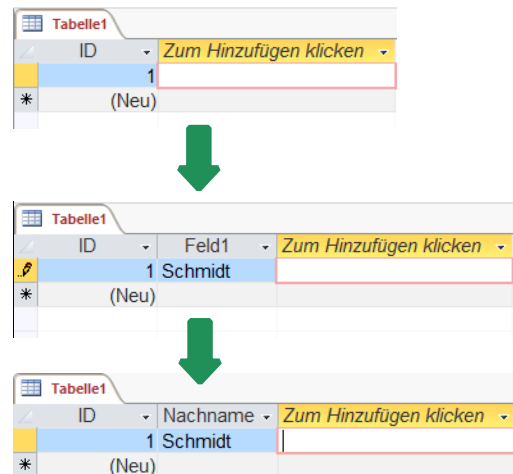 Tabelle1
ID Zum Hinzufügen klicken
1
* (Neu)
Tabelle1
ID Feld1 Zum Hinzufügen klicken
1 Schmidt
* (Neu)
Tabelle1
ID Nachname Zum Hinzufügen klicken
1 Schmidt
* (Neu)